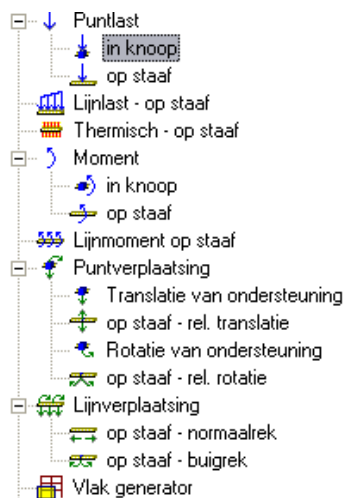 Puntlast
in knoop
op staaf
Lijnlast - op staaf
Thermisch - op staaf
Moment
in knoop
op staaf
Lijnmoment op staaf
Puntverplaatsing
Translatie van ondersteuning
op staaf - rel. translatie
Rotatie van ondersteuning
op staaf - rel. rotatie
Lijnverplaatsing
op staaf - normaalrek
op staaf - buigrek
Vlak generator